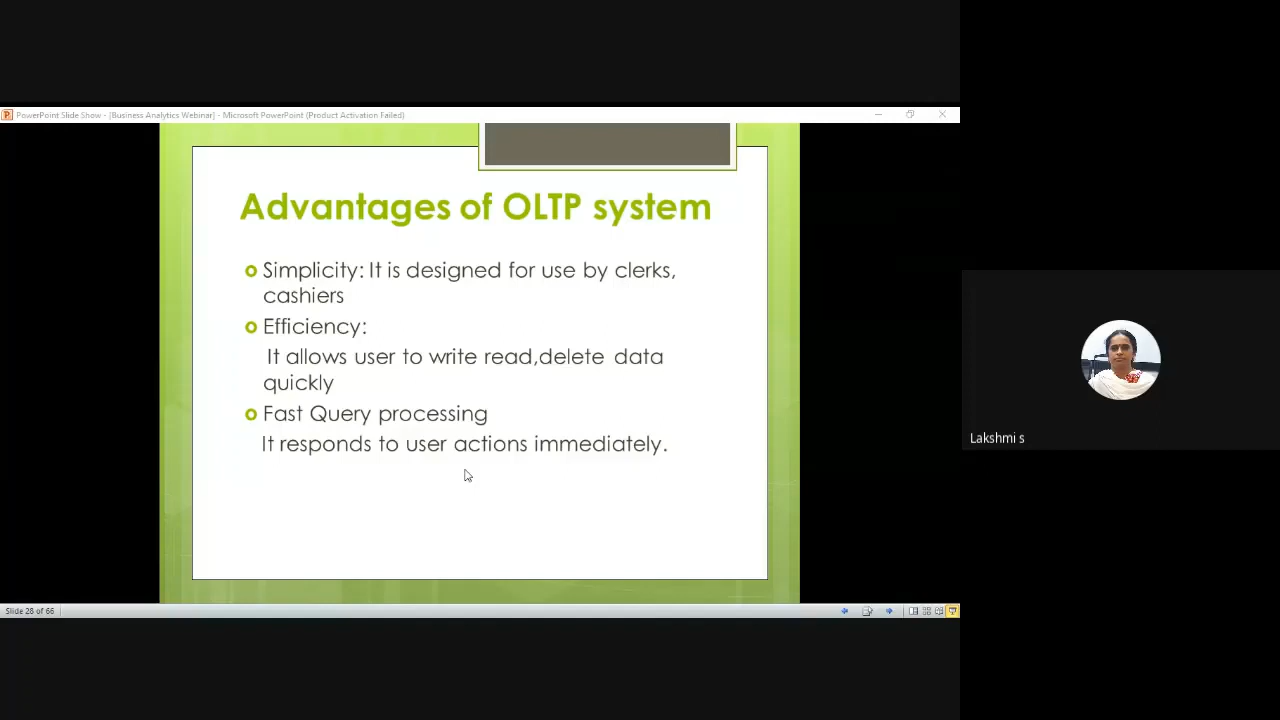 PowerPoint Slide Show - [Business Analytics Webinar] - Microsoft PowerPoint (Product Activation Failed)
Advantages of OLTP system
Simplicity: It is designed for use by clerks,
cashiers
Efficiency:
It allows user to write read,delete data
quickly
Fast Query processing
It responds to user actions immediately.
Lakshmi s
Slide 28 of 66